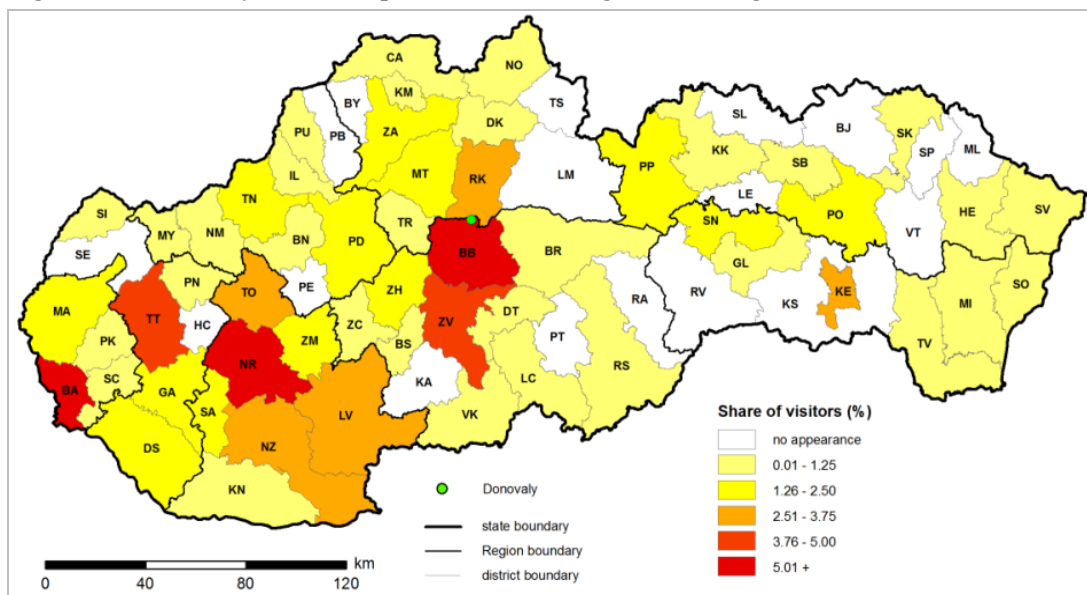 CA
NO
KM
BY
TS
PU
PB
ZA
DK
SL
BJ
SK
SP
ML
KK
SB
IL
MT
RK
LM
PP
LE
TN
TR
PO
HE
SV
SI
MY
NM
BN
PD
SN
VT
SE
BB
BR
GL
PN
TO
PE
ZH
RA
RV
KS
KE
MI
SO
MA
TT
HC
ZM
ZC
ZV
DT
PT
PK
BS
TV
NR
RS
BA
SC
GA
SA
KA
LC
LV
VK
DS
NZ
KN
Share of visitors (%)
no appearance
0.01 - 1.25
1.26 - 2.50
2.51 - 3.75
3.76 - 5.00
5.01 +
Donovaly
state boundary
Region boundary
district boundary
km
0 40 80 120